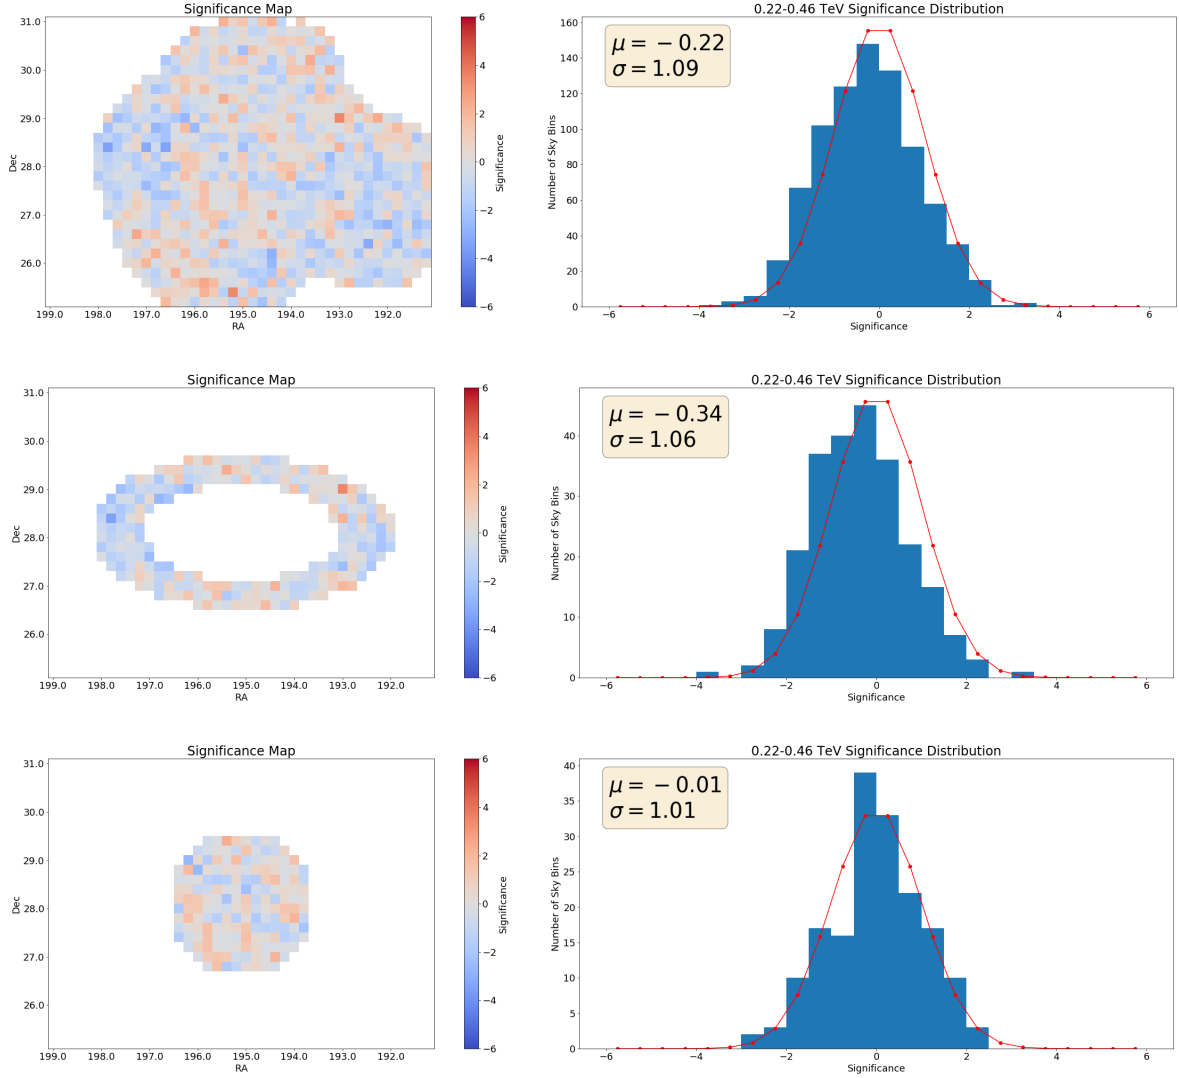 Significance Map
31.0
30.0
29.0
28.0
27.0
26.0
Dec
199.0 198.0 197.0 196.0 195.0 194.0 193.0 192.0
RA
6
4
2
0
−2
−4
−6
Significance
0.22-0.46 TeV Significance Distribution
μ = − 0.22
σ = 1.09
160
140
120
100
80
60
40
20
0
Number of Sky Bins
−6 −4 −2 0 2 4 6
Significance
Significance Map
31.0
30.0
29.0
28.0
27.0
26.0
Dec
199.0 198.0 197.0 196.0 195.0 194.0 193.0 192.0
RA
6
4
2
0
−2
−4
−6
Significance
0.22-0.46 TeV Significance Distribution
μ = − 0.34
σ = 1.06
40
30
20
10
0
Number of Sky Bins
−6 −4 −2 0 2 4 6
Significance
Significance Map
31.0
30.0
29.0
28.0
27.0
26.0
Dec
199.0 198.0 197.0 196.0 195.0 194.0 193.0 192.0
RA
6
4
2
0
−2
−4
−6
Significance
0.22-0.46 TeV Significance Distribution
μ = − 0.01
σ = 1.01
40
35
30
25
20
15
10
5
0
Number of Sky Bins
−6 −4 −2 0 2 4 6
Significance